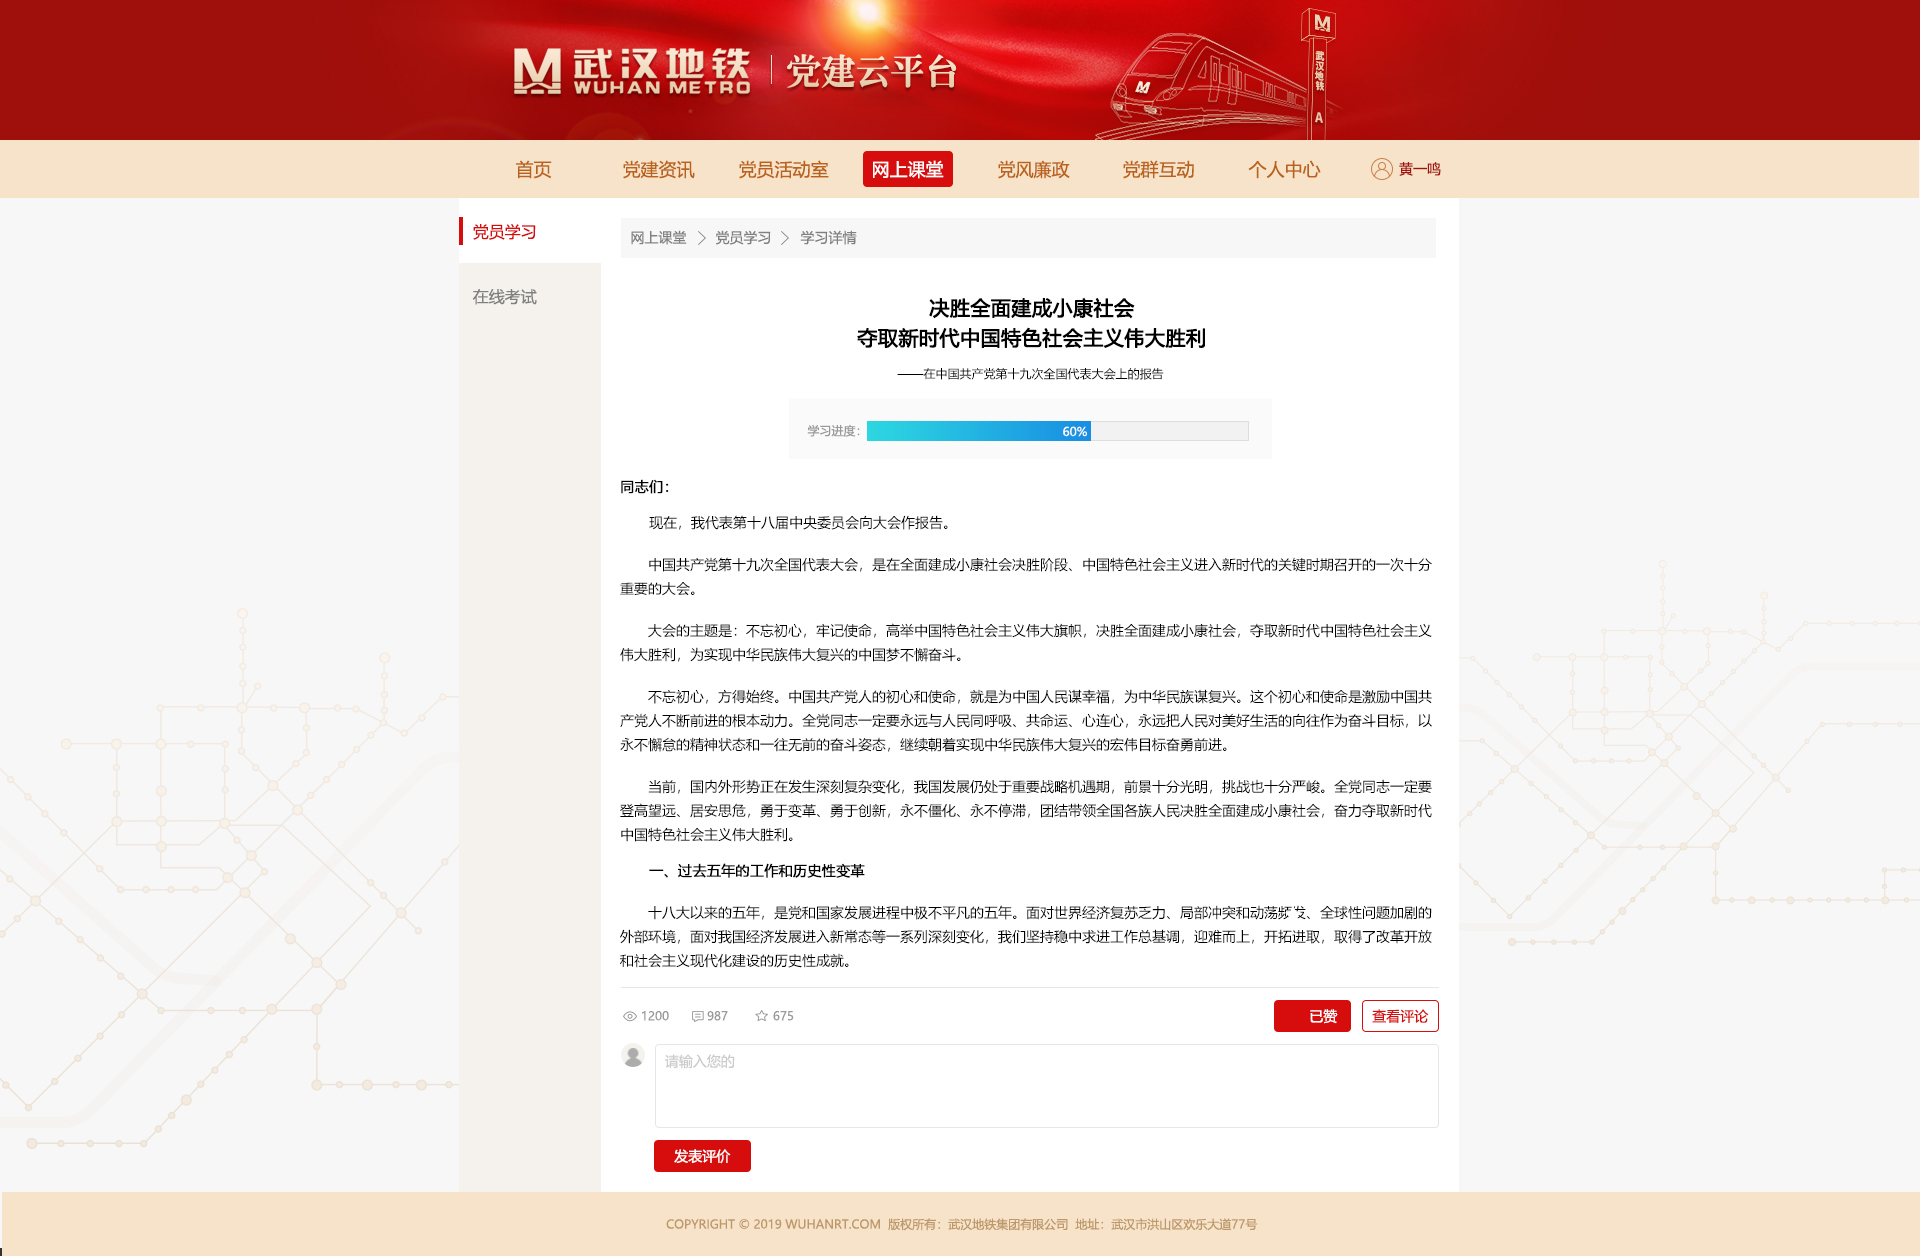 武汉地铁 党建云平台
WUHAN METRO
M
武汉地铁
A
首页 党建资讯 党员活动室 网上课堂 党风廉政 党群互动 个人中心 黄一鸣
党员学习
在线考试
网上课堂 > 党员学习 > 学习详情
决胜全面建成小康社会
夺取新时代中国特色社会主义伟大胜利
——在中国共产党第十九次全国代表大会上的报告
学习进度： 60%
同志们：
现在，我代表第十八届中央委员会向大会作报告。
中国共产党第十九次全国代表大会，是在全面建成小康社会决胜阶段、中国特色社会主义进入新时代的关键时期召开的一次十分
重要的大会。
大会的主题是：不忘初心，牢记使命，高举中国特色社会主义伟大旗帜，决胜全面建成小康社会，夺取新时代中国特色社会主义
伟大胜利，为实现中华民族伟大复兴的中国梦不懈奋斗。
不忘初心，方得始终。中国共产党人的初心和使命，就是为中国人民谋幸福，为中华民族谋复兴。这个初心和使命是激励中国共
产党人不断前进的根本动力。全党同志一定要永远与人民同呼吸、共命运、心连心，永远把人民对美好生活的向往作为奋斗目标，以
永不懈怠的精神状态和一往无前的奋斗姿态，继续朝着实现中华民族伟大复兴的宏伟目标奋勇前进。
当前，国内外形势正在发生深刻复杂变化，我国发展仍处于重要战略机遇期，前景十分光明，挑战也十分严峻。全党同志一定要
登高望远、居安思危，勇于变革、勇于创新，永不僵化、永不停滞，团结带领全国各族人民决胜全面建成小康社会，奋力夺取新时代
中国特色社会主义伟大胜利。
一、过去五年的工作和历史性变革
十八大以来的五年，是党和国家发展进程中极不平凡的五年。面对世界经济复苏乏力、局部冲突和动荡频发、全球性问题加剧的
外部环境，面对我国经济发展进入新常态等一系列深刻变化，我们坚持稳中求进工作总基调，迎难而上，开拓进取，取得了改革开放
和社会主义现代化建设的历史性成就。
1200 987 675 已赞 查看评论
请输入您的
发表评价
COPYRIGHT © 2019 WUHANRT.COM 版权所有：武汉地铁集团有限公司 地址：武汉市洪山区欢乐大道77号